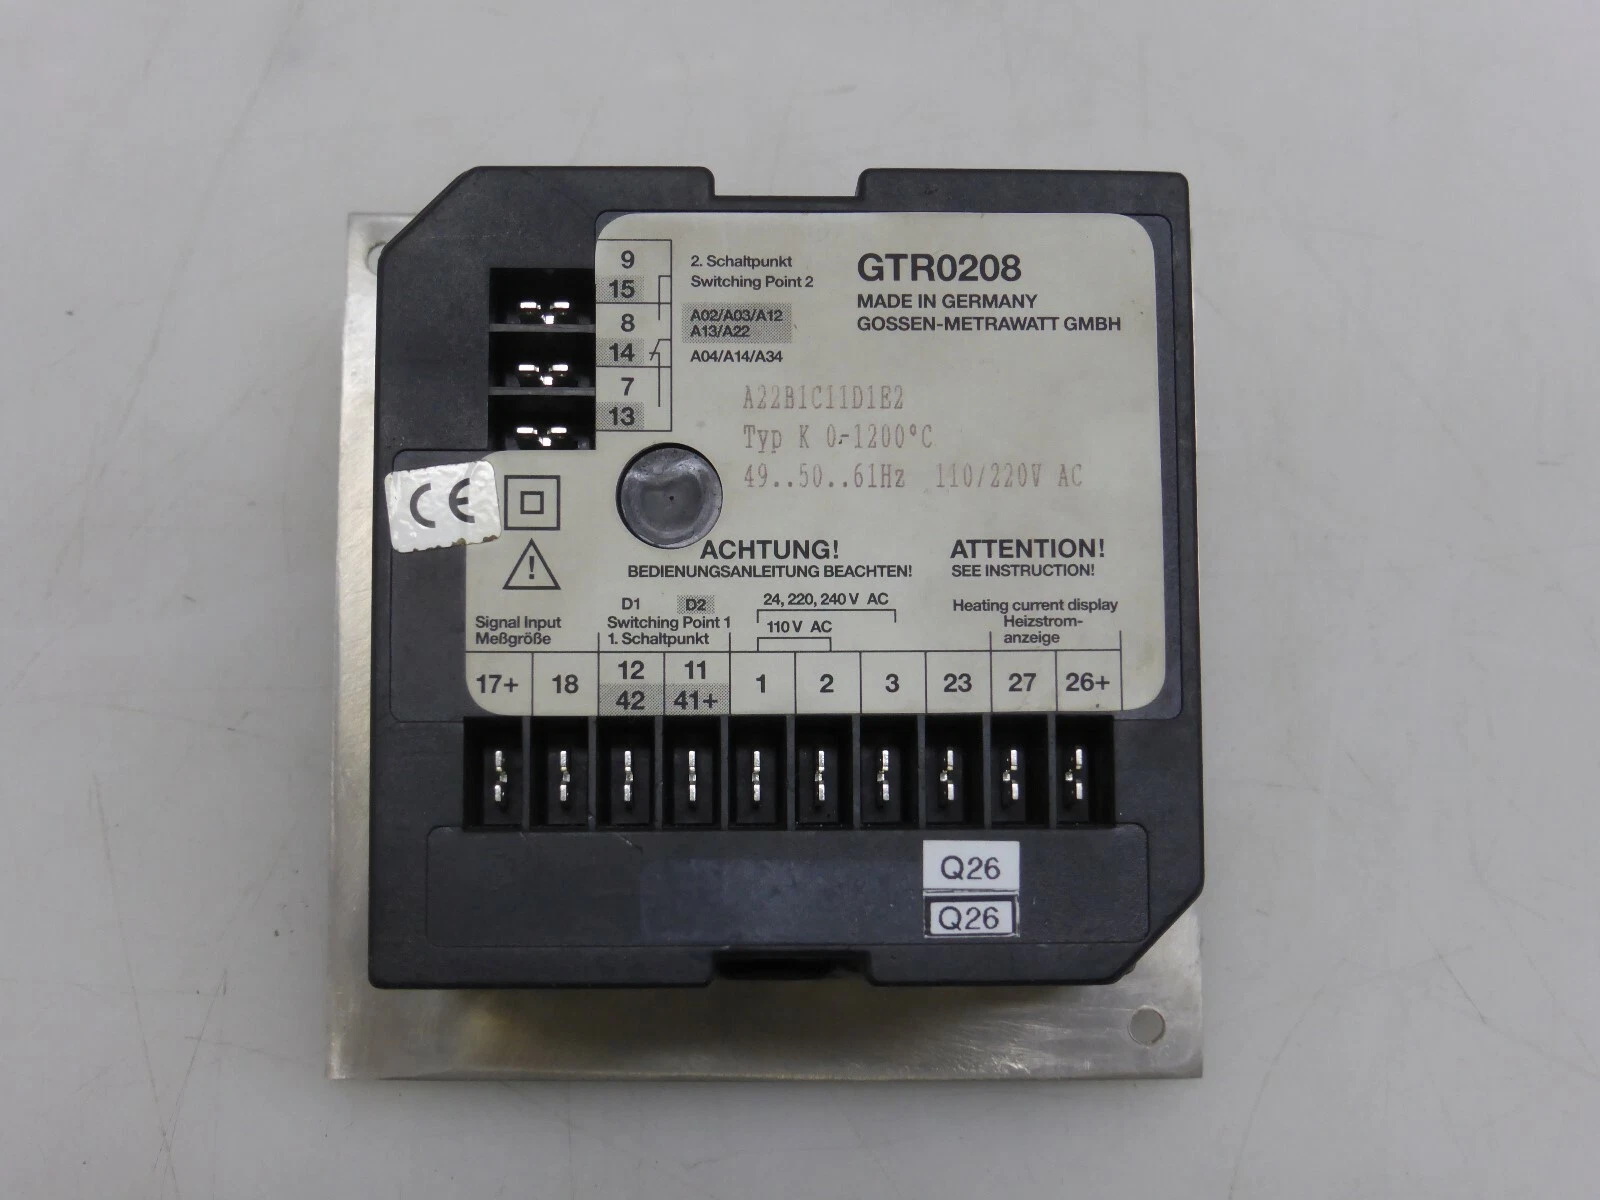 9
15
8
14
7
13
2. Schaltpunkt
Switching Point 2
A02/A03/A12
A13/A22
A04/A14/A34
GTR0208
MADE IN GERMANY
GOSSEN-METRAWATT GMBH
A22B1C11D1E2
Typ K 0-1200°C
49..50..61Hz 110/220V AC
CE
ACHTUNG!
BEDIENUNGSANLEITUNG BEACHTEN!
ATTENTION!
SEE INSTRUCTION!
Signal Input
Meßgröße
D1 D2
Switching Point 1
1. Schaltpunkt
24, 220, 240 V AC
110 V AC
Heating current display
Heizstrom-
anzeige
17+ 18 12 11 1 2 3 23 27 26+
42 41+
Q26
Q26